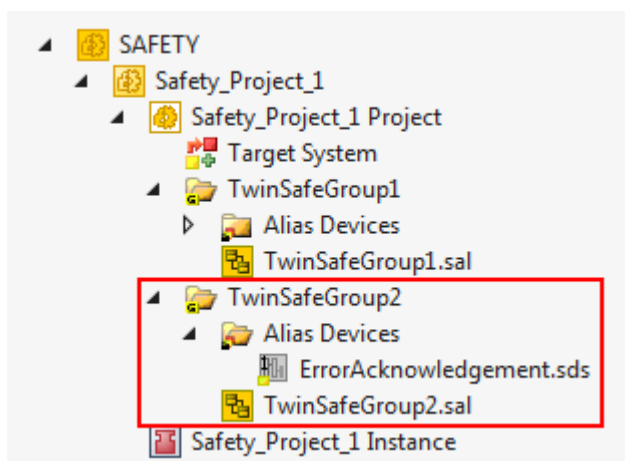 SAFETY
Safety_Project_1
Safety_Project_1 Project
Target System
TwinSafeGroup1
Alias Devices
TwinSafeGroup1.sal
TwinSafeGroup2
Alias Devices
ErrorAcknowledgement.sds
TwinSafeGroup2.sal
Safety_Project_1 Instance